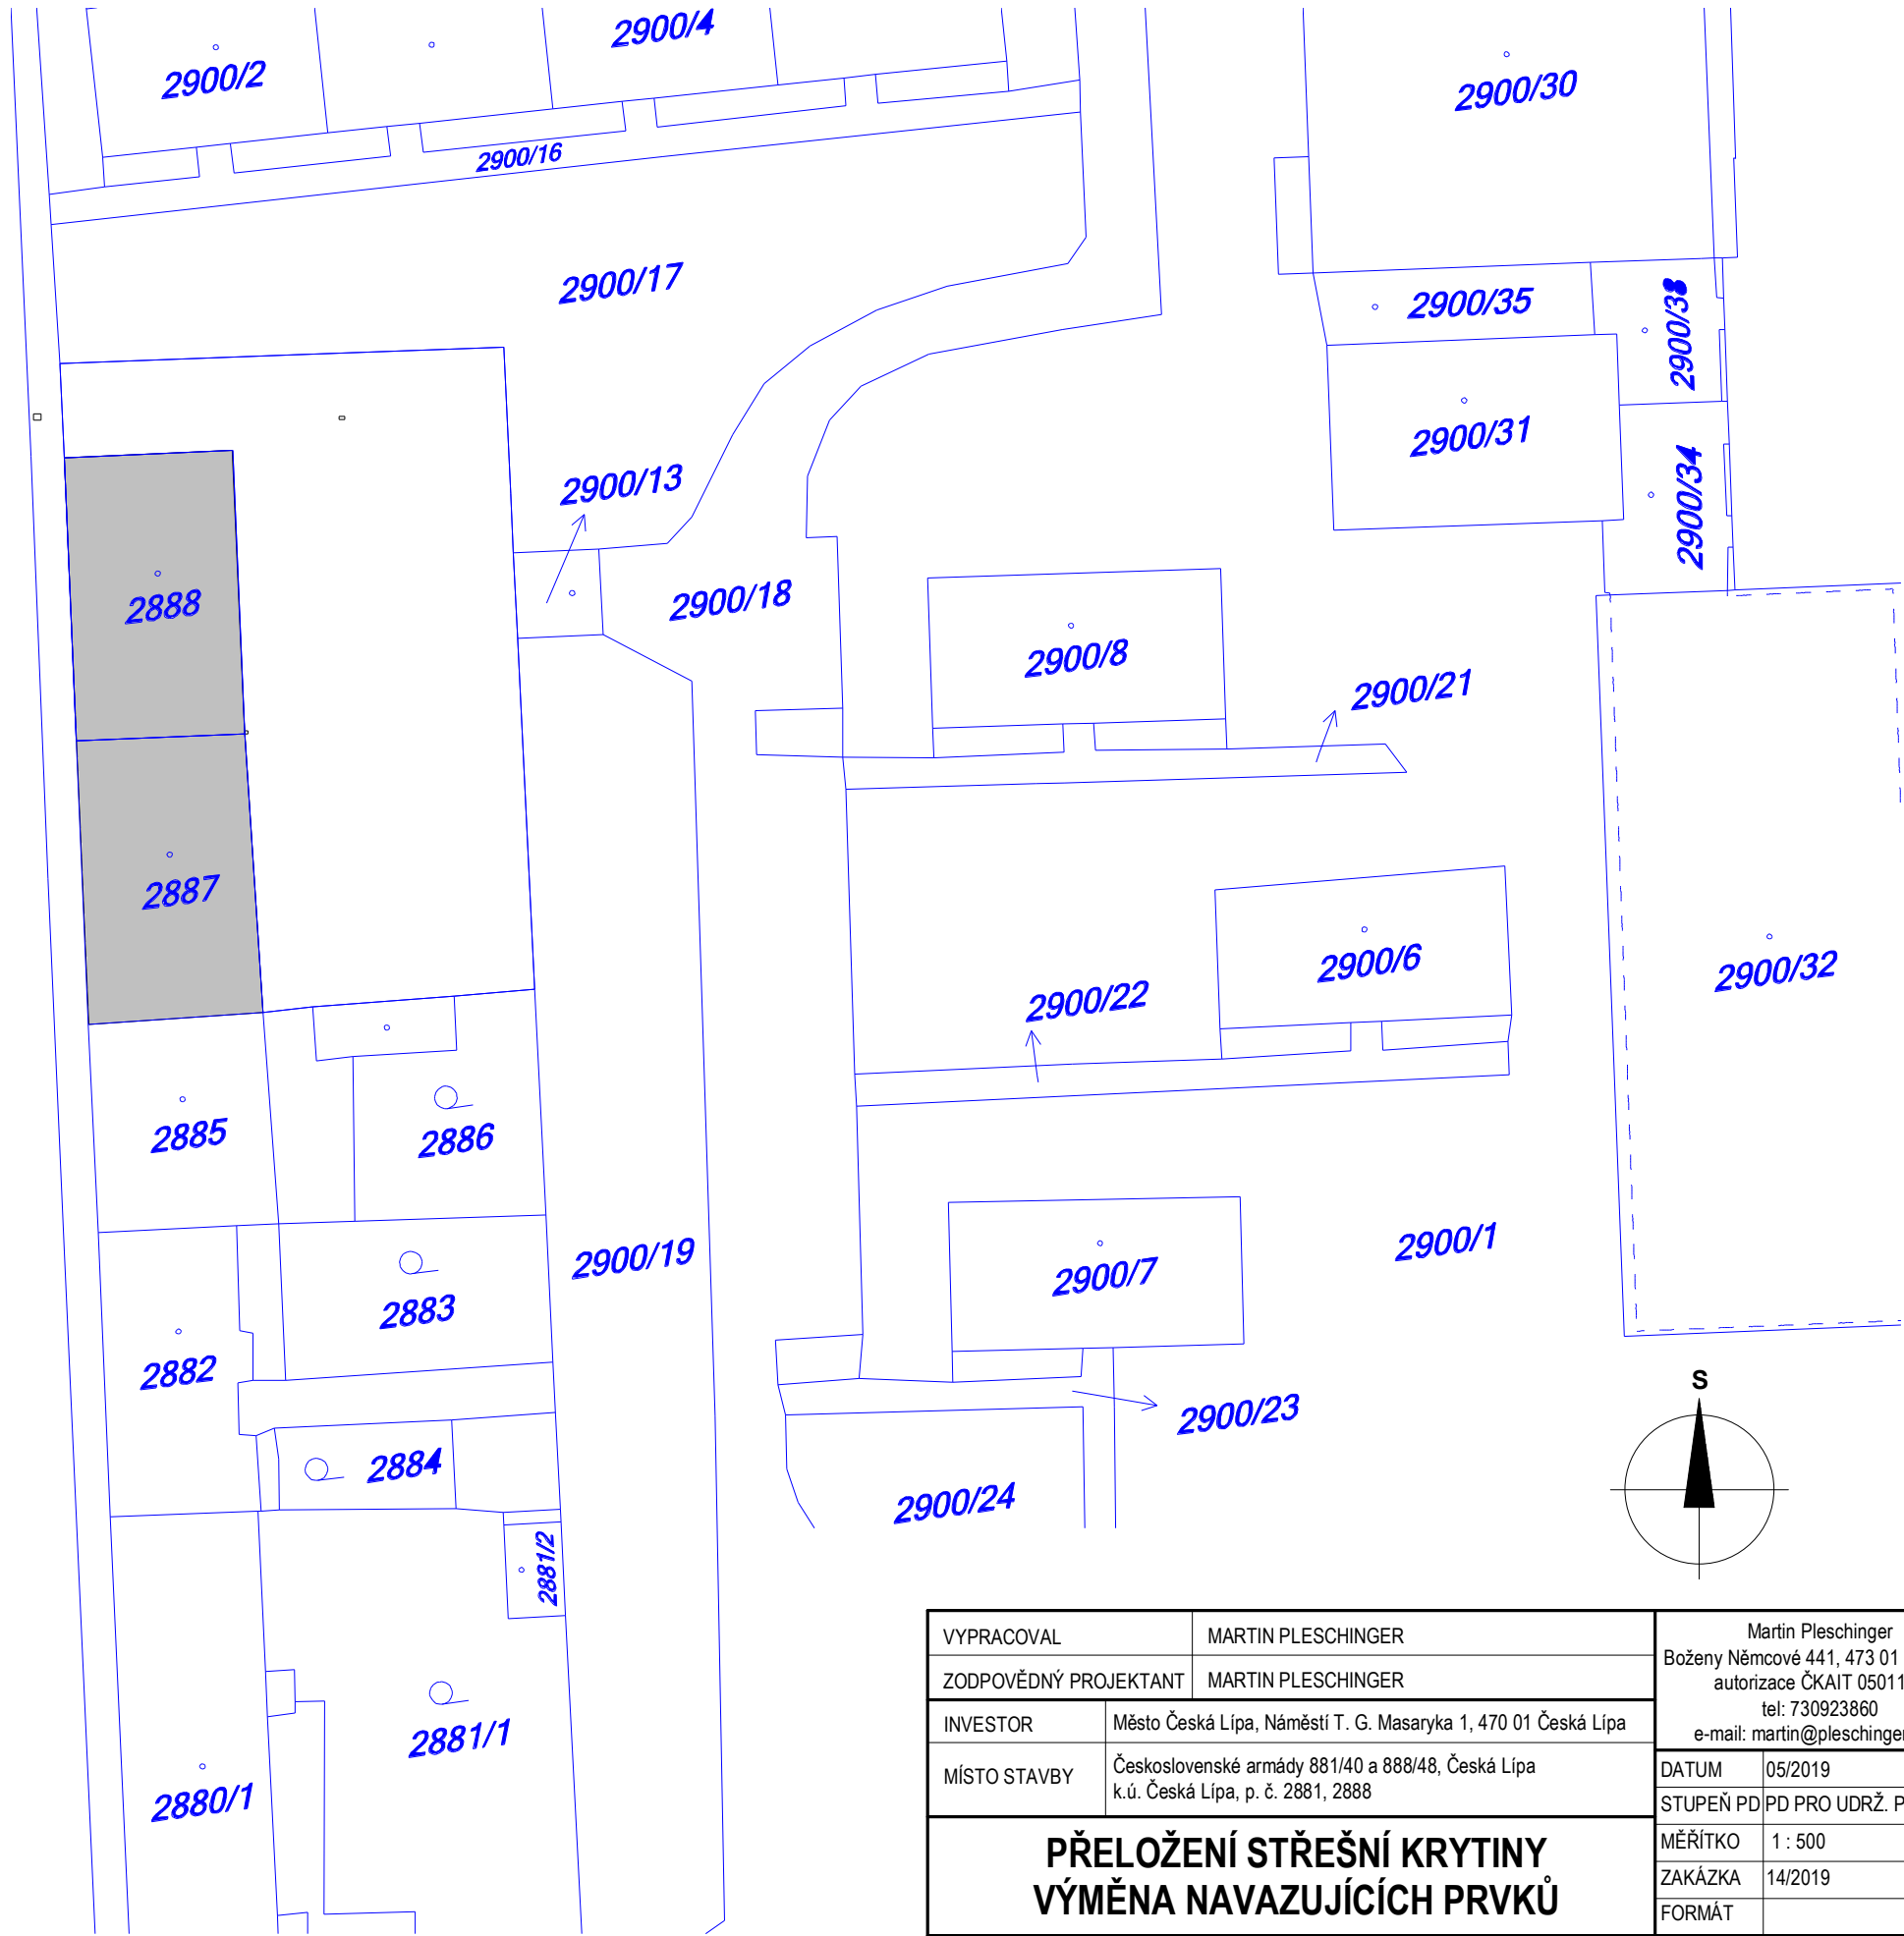 2900/4
2900/2
2900/30
2900/16
2900/17
2900/35
2900/38
2900/31
2900/13
2900/34
2888
2900/18
2900/8
2900/21
2887
2900/6
2900/32
2900/22
2885
2886
2900/1
2900/19
2900/7
2883
2882
S
2900/23
2884
2900/24
2881/2
2881/1
2880/1
VYPRACOVAL MARTIN PLESCHINGER
ZODPOVĚDNÝ PROJEKTANT MARTIN PLESCHINGER
INVESTOR Město Česká Lípa, Náměstí T. G. Masaryka 1, 470 01 Česká Lípa
MÍSTO STAVBY Československé armády 881/40 a 888/48, Česká Lípa
k.ú. Česká Lípa, p. č. 2881, 2888
PŘELOŽENÍ STŘEŠNÍ KRYTINY
VÝMĚNA NAVAZUJÍCÍCH PRVKŮ
Martin Pleschinger
Boženy Němcové 441, 473 01
autorizace ČKAIT 05011
tel: 730923860
e-mail: martin@pleschinger
DATUM 05/2019
STUPEŇ PD PD PRO UDRŽ. P
MĚŘÍTKO 1 : 500
ZAKÁZKA 14/2019
FORMÁT